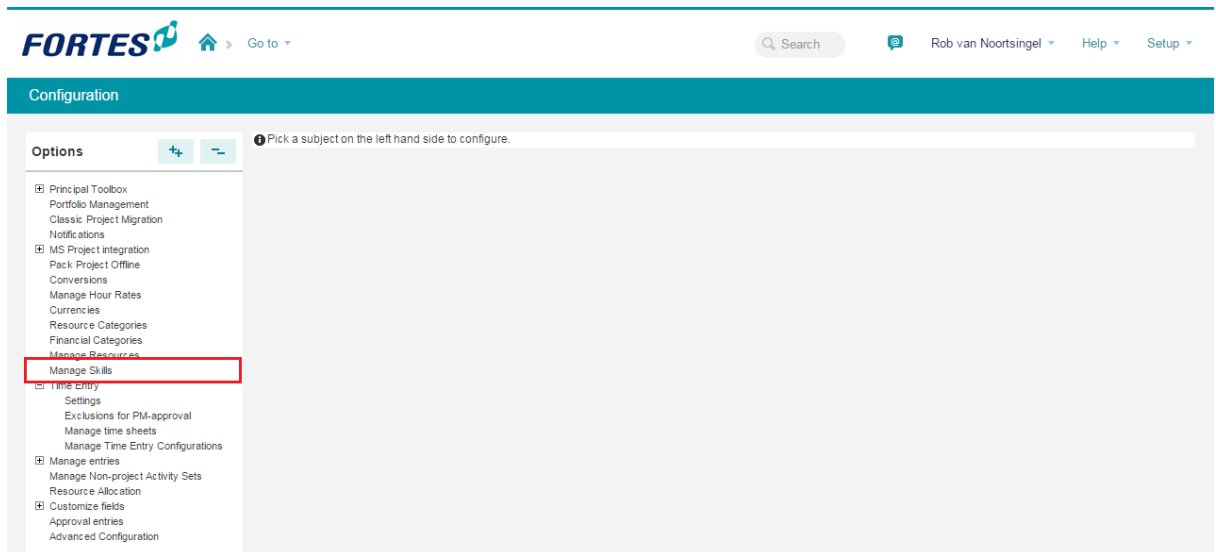 FORTES Go to Search Rob van Noortsingel Help Setup
Configuration
Options
Pick a subject on the left hand side to configure.
Principal Toolbox
Portfolio Management
Classic Project Migration
Notifications
MS Project integration
Pack Project Offline
Conversions
Manage Hour Rates
Currencies
Resource Categories
Financial Categories
Manage Resources
Manage Skills
Time Entry
Settings
Exclusions for PM-approval
Manage time sheets
Manage Time Entry Configurations
Manage entries
Manage Non-project Activity Sets
Resource Allocation
Customize fields
Approval entries
Advanced Configuration